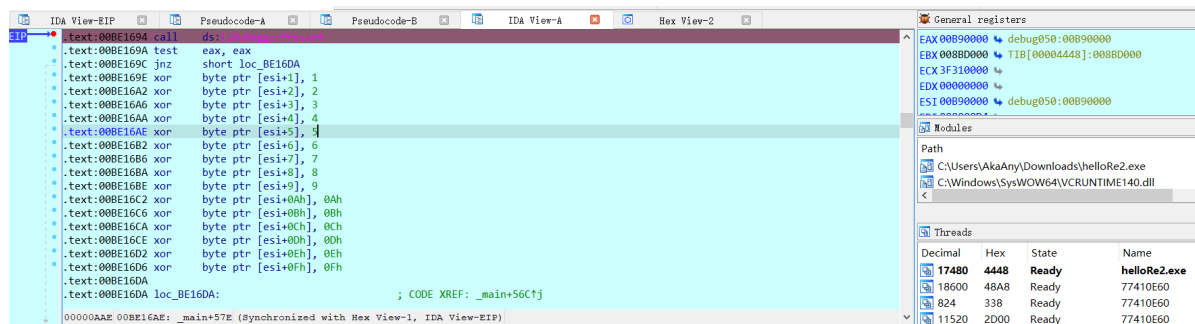 IDA View-EIP
Pseudocode-A
Pseudocode-B
IDA View-A
Hex View-2
EIP
.text:00BE1694 call ds:IsDebuggerPresent
.text:00BE169A test eax, eax
.text:00BE169C jnz short loc_BE16DA
.text:00BE169E xor byte ptr [esi+1], 1
.text:00BE16A2 xor byte ptr [esi+2], 2
.text:00BE16A6 xor byte ptr [esi+3], 3
.text:00BE16AA xor byte ptr [esi+4], 4
.text:00BE16AE xor byte ptr [esi+5], 5
.text:00BE16B2 xor byte ptr [esi+6], 6
.text:00BE16B6 xor byte ptr [esi+7], 7
.text:00BE16BA xor byte ptr [esi+8], 8
.text:00BE16BE xor byte ptr [esi+9], 9
.text:00BE16C2 xor byte ptr [esi+0Ah], 0Ah
.text:00BE16C6 xor byte ptr [esi+0Bh], 0Bh
.text:00BE16CA xor byte ptr [esi+0Ch], 0Ch
.text:00BE16CE xor byte ptr [esi+0Dh], 0Dh
.text:00BE16D2 xor byte ptr [esi+0Eh], 0Eh
.text:00BE16D6 xor byte ptr [esi+0Fh], 0Fh
.text:00BE16DA
.text:00BE16DA loc_BE16DA: ; CODE XREF: _main+56C↑j
00000AAE 00BE16AE: _main+57E (Synchronized with Hex View-1, IDA View-EIP)
General registers
EAX 00B90000 debug050:00B90000
EBX 008BD000 TIB[00004448]:008BD000
ECX 3F310000
EDX 00000000
ESI 00B90000 debug050:00B90000
Modules
Path
C:\Users\AkaAny\Downloads\helloRe2.exe
C:\Windows\SysWOW64\VCRUNTIME140.dll
Threads
Decimal Hex State Name
17480 4448 Ready helloRe2.exe
18600 48A8 Ready 77410E60
824 338 Ready 77410E60
11520 2D00 Ready 77410E60